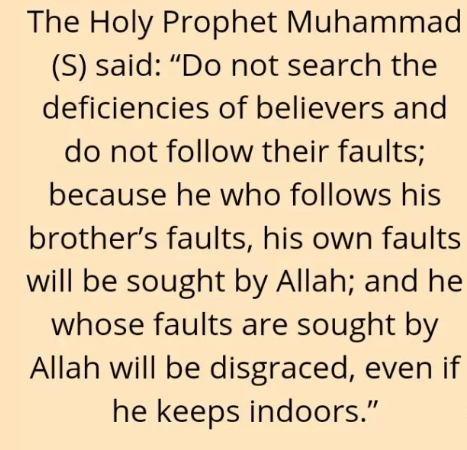 The Holy Prophet Muhammad
(S) said: “Do not search the
deficiencies of believers and
do not follow their faults;
because he who follows his
brother’s faults, his own faults
will be sought by Allah; and he
whose faults are sought by
Allah will be disgraced, even if
he keeps indoors.”